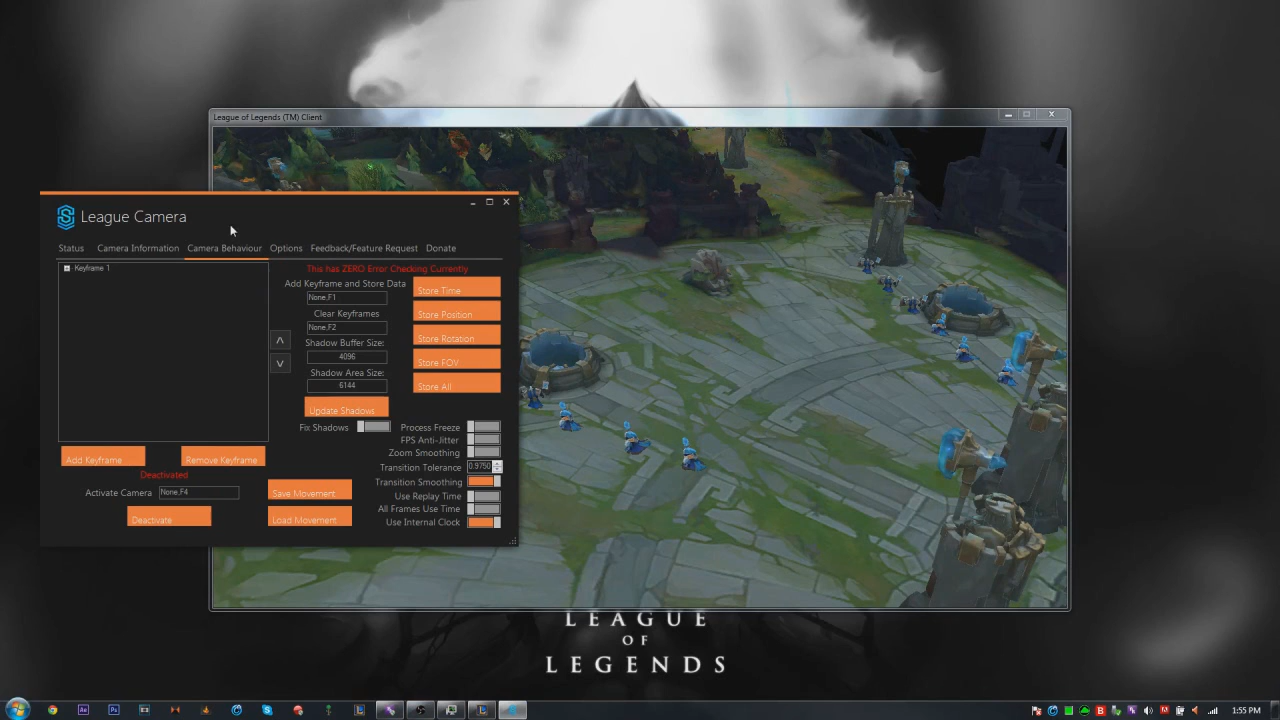 League of Legends (TM) Client
League Camera
Status Camera Information Camera Behaviour Options Feedback/Feature Request Donate
Keyframe 1
This has ZERO Error Checking Currently
Add Keyframe and Store Data
None,F1
Clear Keyframes
None,F2
Shadow Buffer Size:
4096
Shadow Area Size:
6144
Update Shadows
Fix Shadows
Store Time
Store Position
Store Rotation
Store FOV
Store All
Process Freeze
FPS Anti-Jitter
Zoom Smoothing
Transition Tolerance 0.9750
Transition Smoothing
Use Replay Time
All Frames Use Time
Use Internal Clock
Add Keyframe
Remove Keyframe
Deactivated
Activate Camera None,F4
Deactivate
Save Movement
Load Movement
LEAGUE
OF
LEGENDS
Ae Ps
1:55 PM